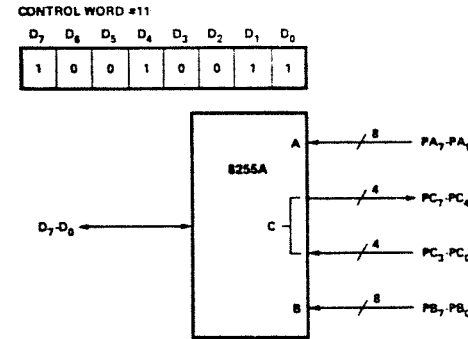 CONTROL WORD #11
D7 D6 D5 D4 D3 D2 D1 D0
1 0 0 1 0 0 1 1
A 8 PA7-PA
8255A
4 PC7-PC4
D7-D0 C
4 PC3-PC0
B 8 PB7-PB0